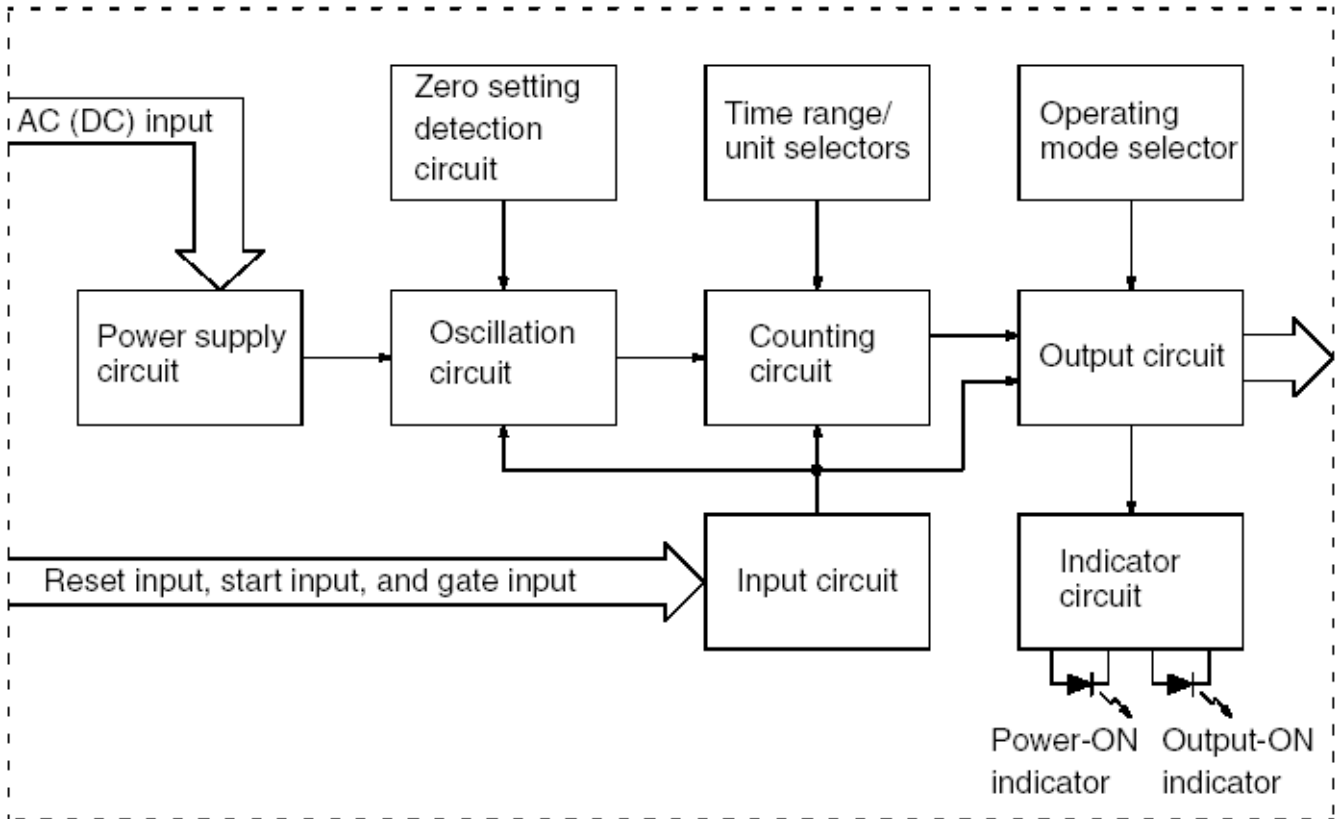 AC (DC) input
Zero setting
detection
circuit
Time range/
unit selectors
Operating
mode selector
Power supply
circuit
Oscillation
circuit
Counting
circuit
Output circuit
Reset input, start input, and gate input
Input circuit
Indicator
circuit
Power-ON
indicator
Output-ON
indicator